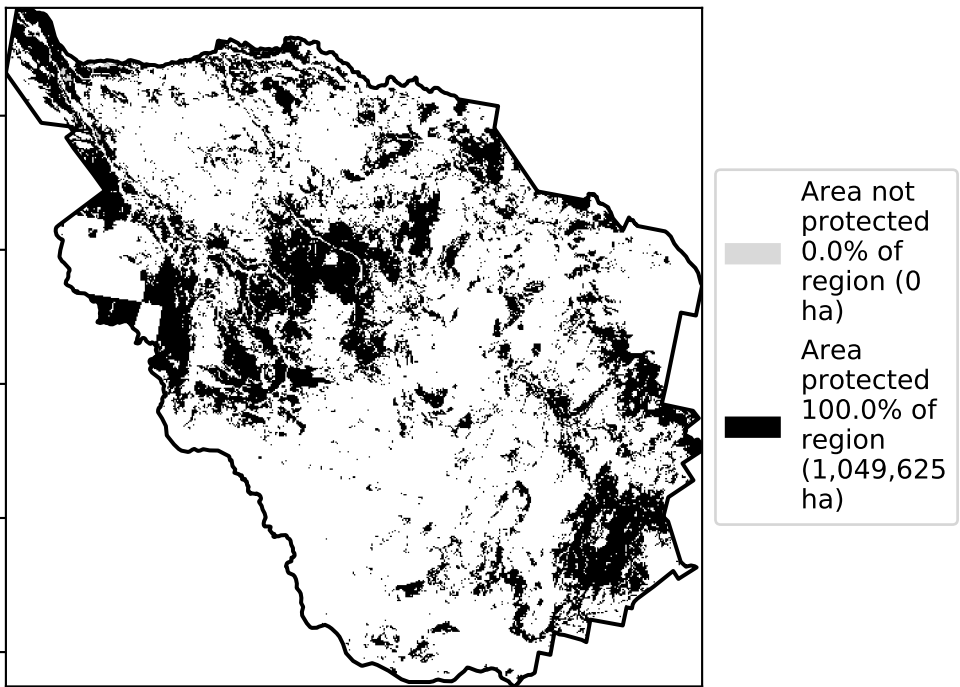 Area not
protected
0.0% of
region (0
ha)
Area
protected
100.0% of
region
(1,049,625
ha)